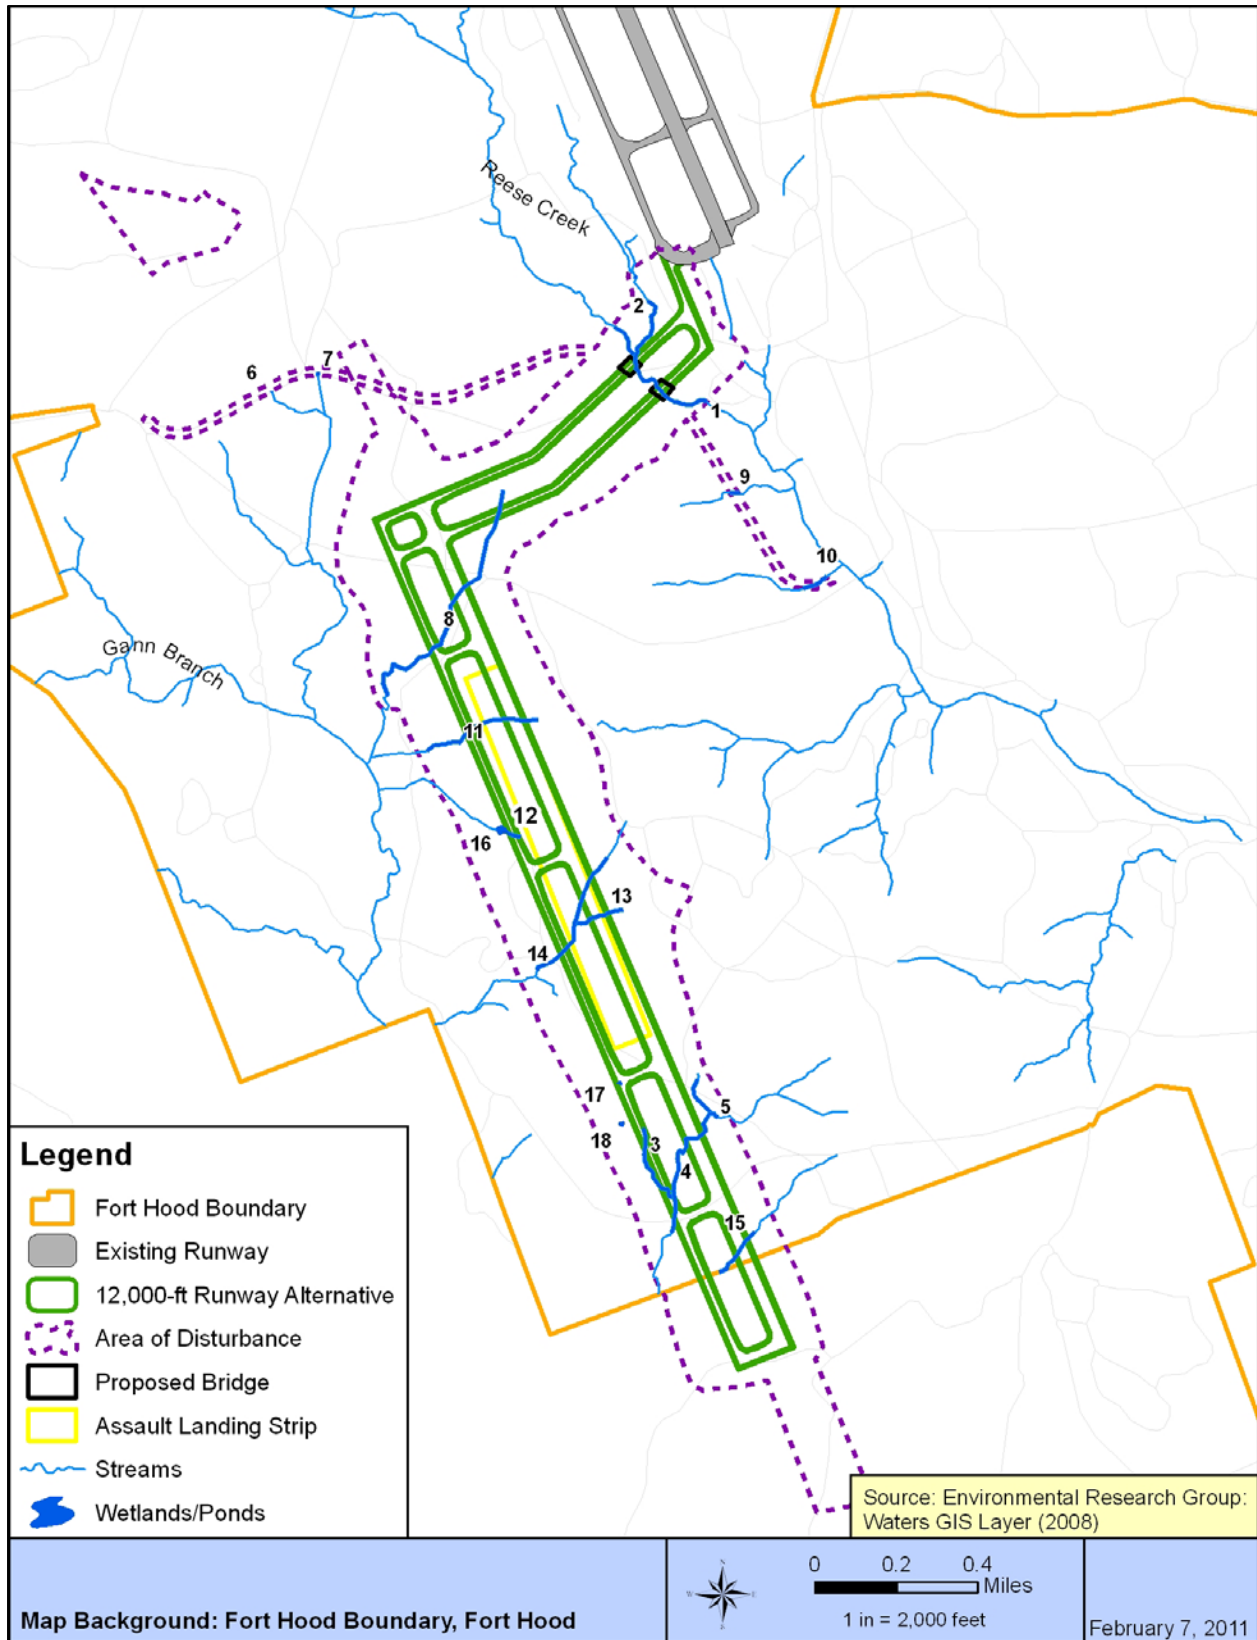 Reese Creek
2
7
6
1
9
10
8
Gann Branch
11
12
16
13
14
17
5
18
3
4
15
Legend
Fort Hood Boundary
Existing Runway
12,000-ft Runway Alternative
Area of Disturbance
Proposed Bridge
Assault Landing Strip
Streams
Wetlands/Ponds
Source: Environmental Research Group:
Waters GIS Layer (2008)
Map Background: Fort Hood Boundary, Fort Hood
N
W E
S
0 0.2 0.4
Miles
1 in = 2,000 feet
February 7, 2011